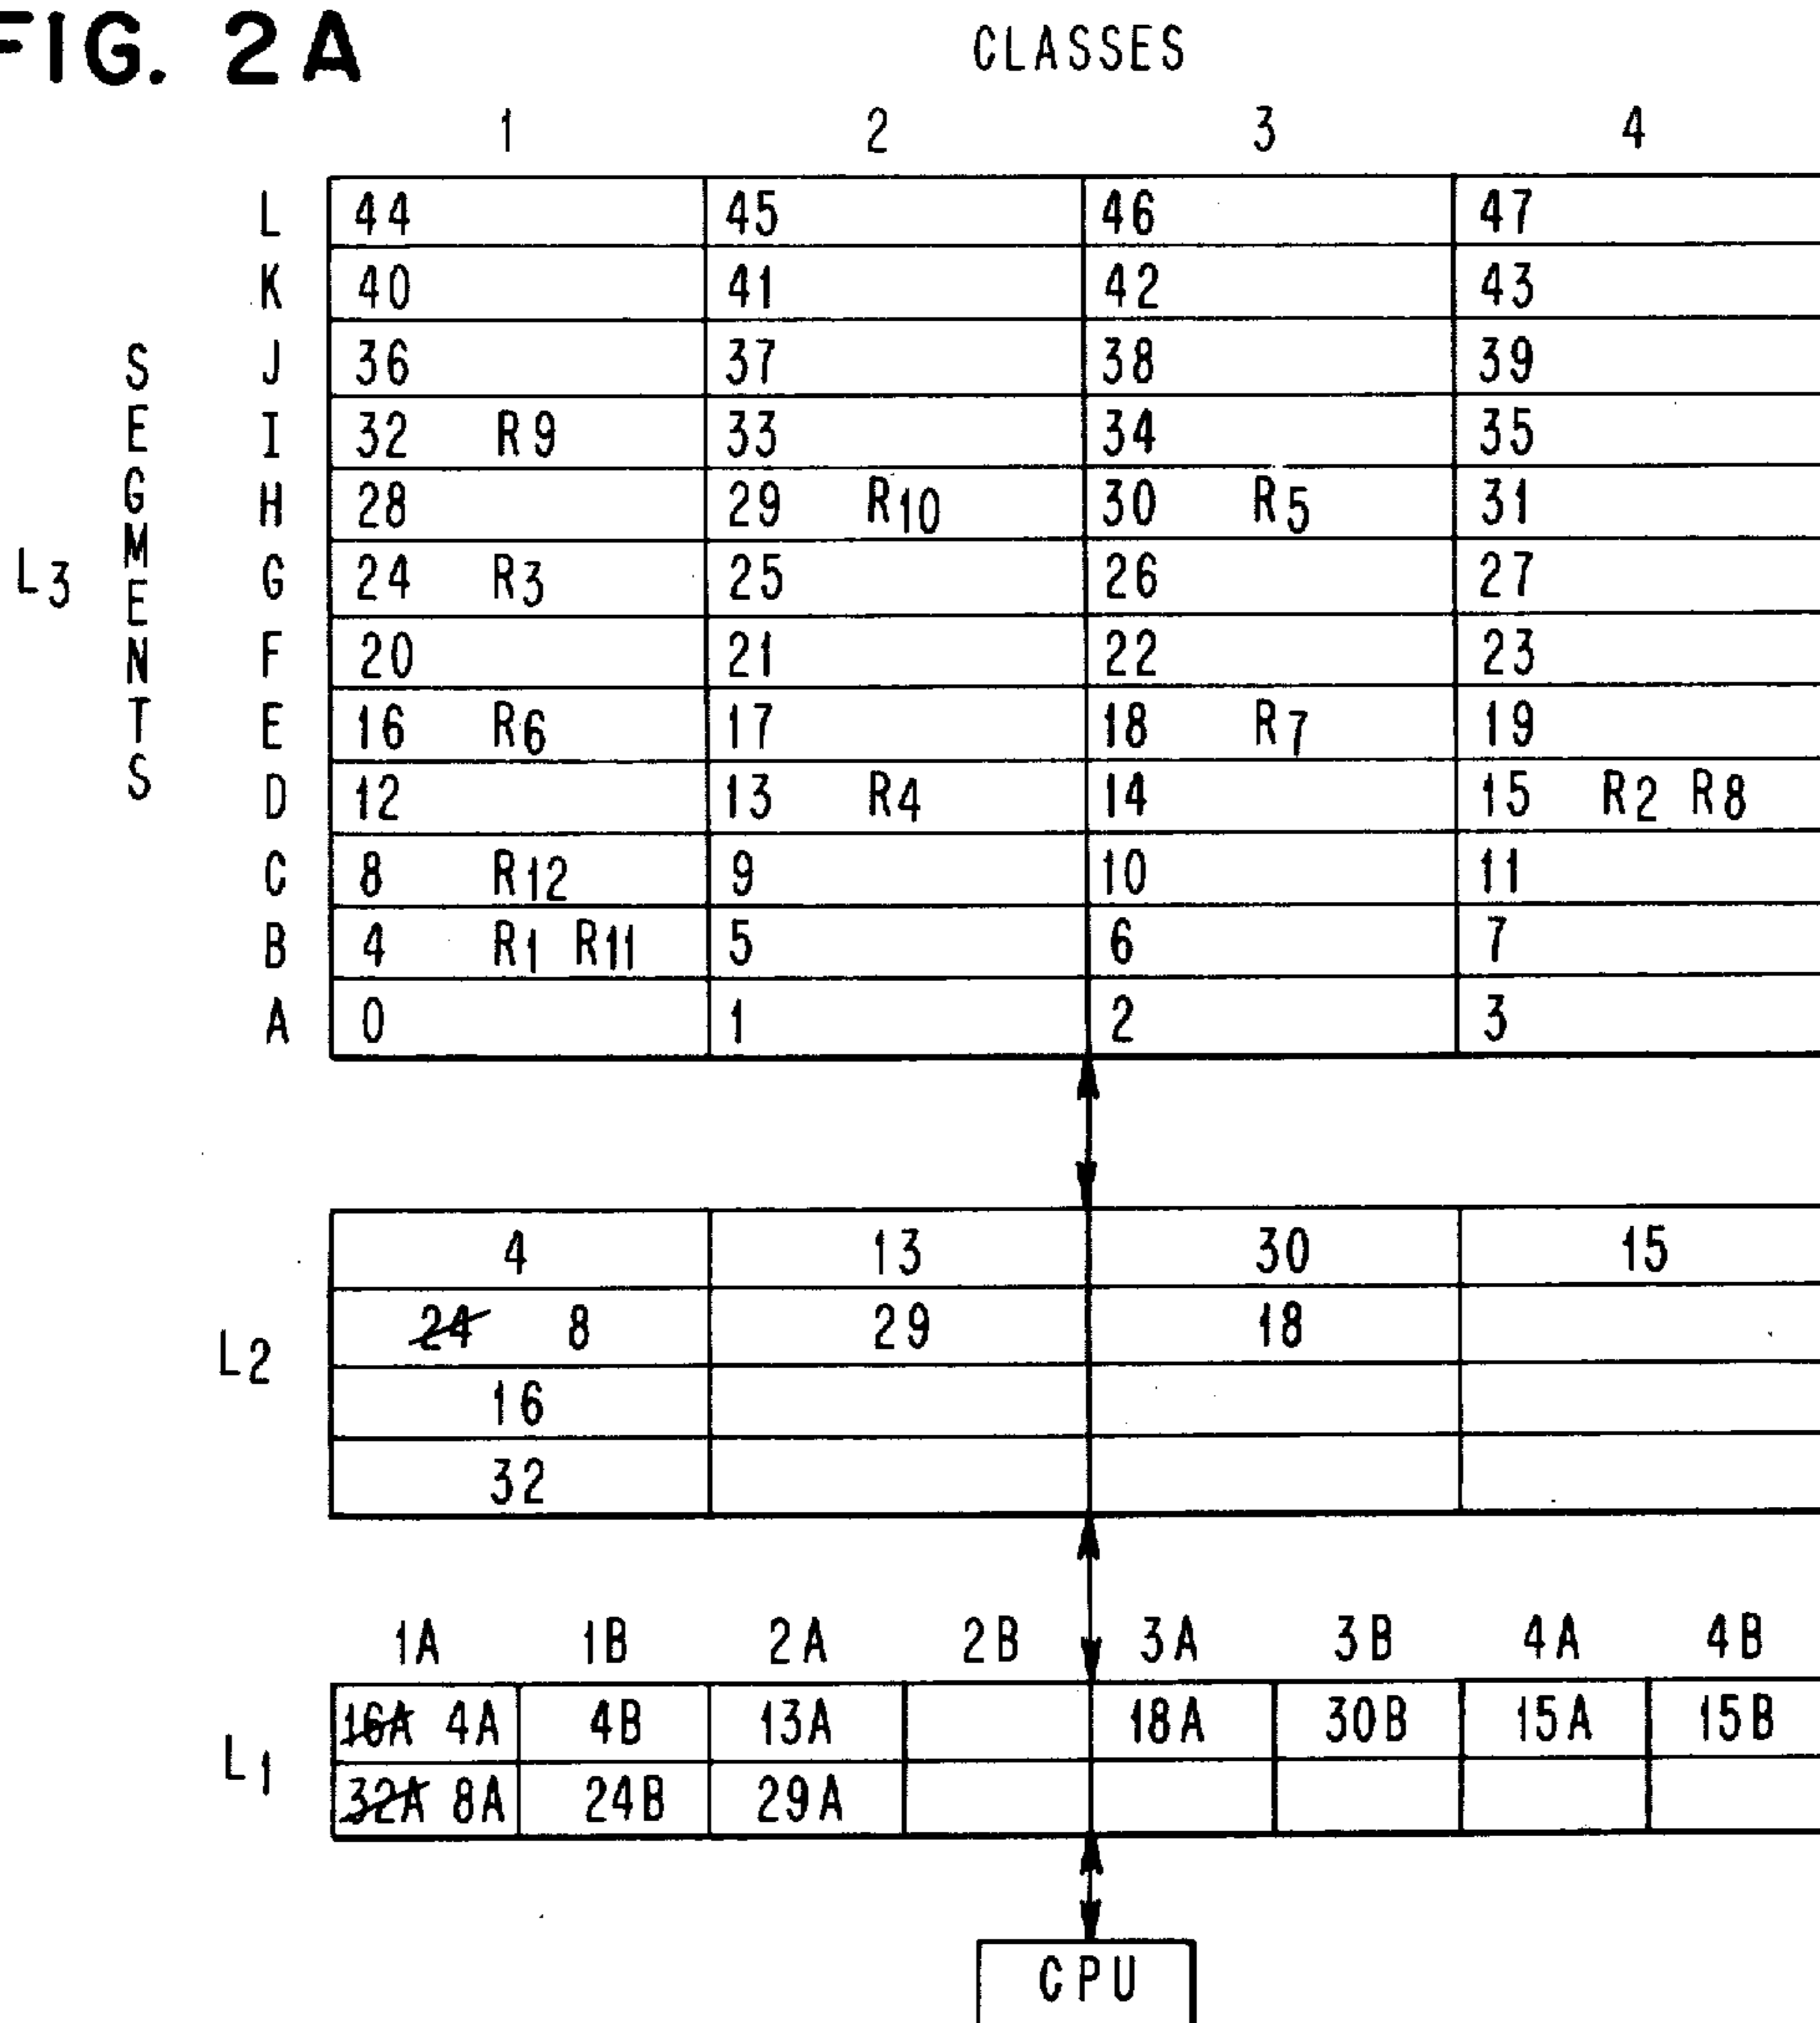 FIG. 2A
CLASSES
1 2 3 4
L3
SEGMENTS
L 44 45 46 47
K 40 41 42 43
J 36 37 38 39
I 32 R9 33 34 35
H 28 29 R10 30 R5 31
G 24 R3 25 26 27
F 20 21 22 23
E 16 R6 17 18 R7 19
D 12 13 R4 14 15 R2 R8
C 8 R12 9 10 11
B 4 R1 R11 5 6 7
A 0 1 2 3
L2
4 13 30 15
24 8 29 18
16
32
1A 1B 2A 2B 3A 3B 4A 4B
L1
16A 4A 4B 13A 18A 30B 15A 15B
32A 8A 24B 29A
CPU